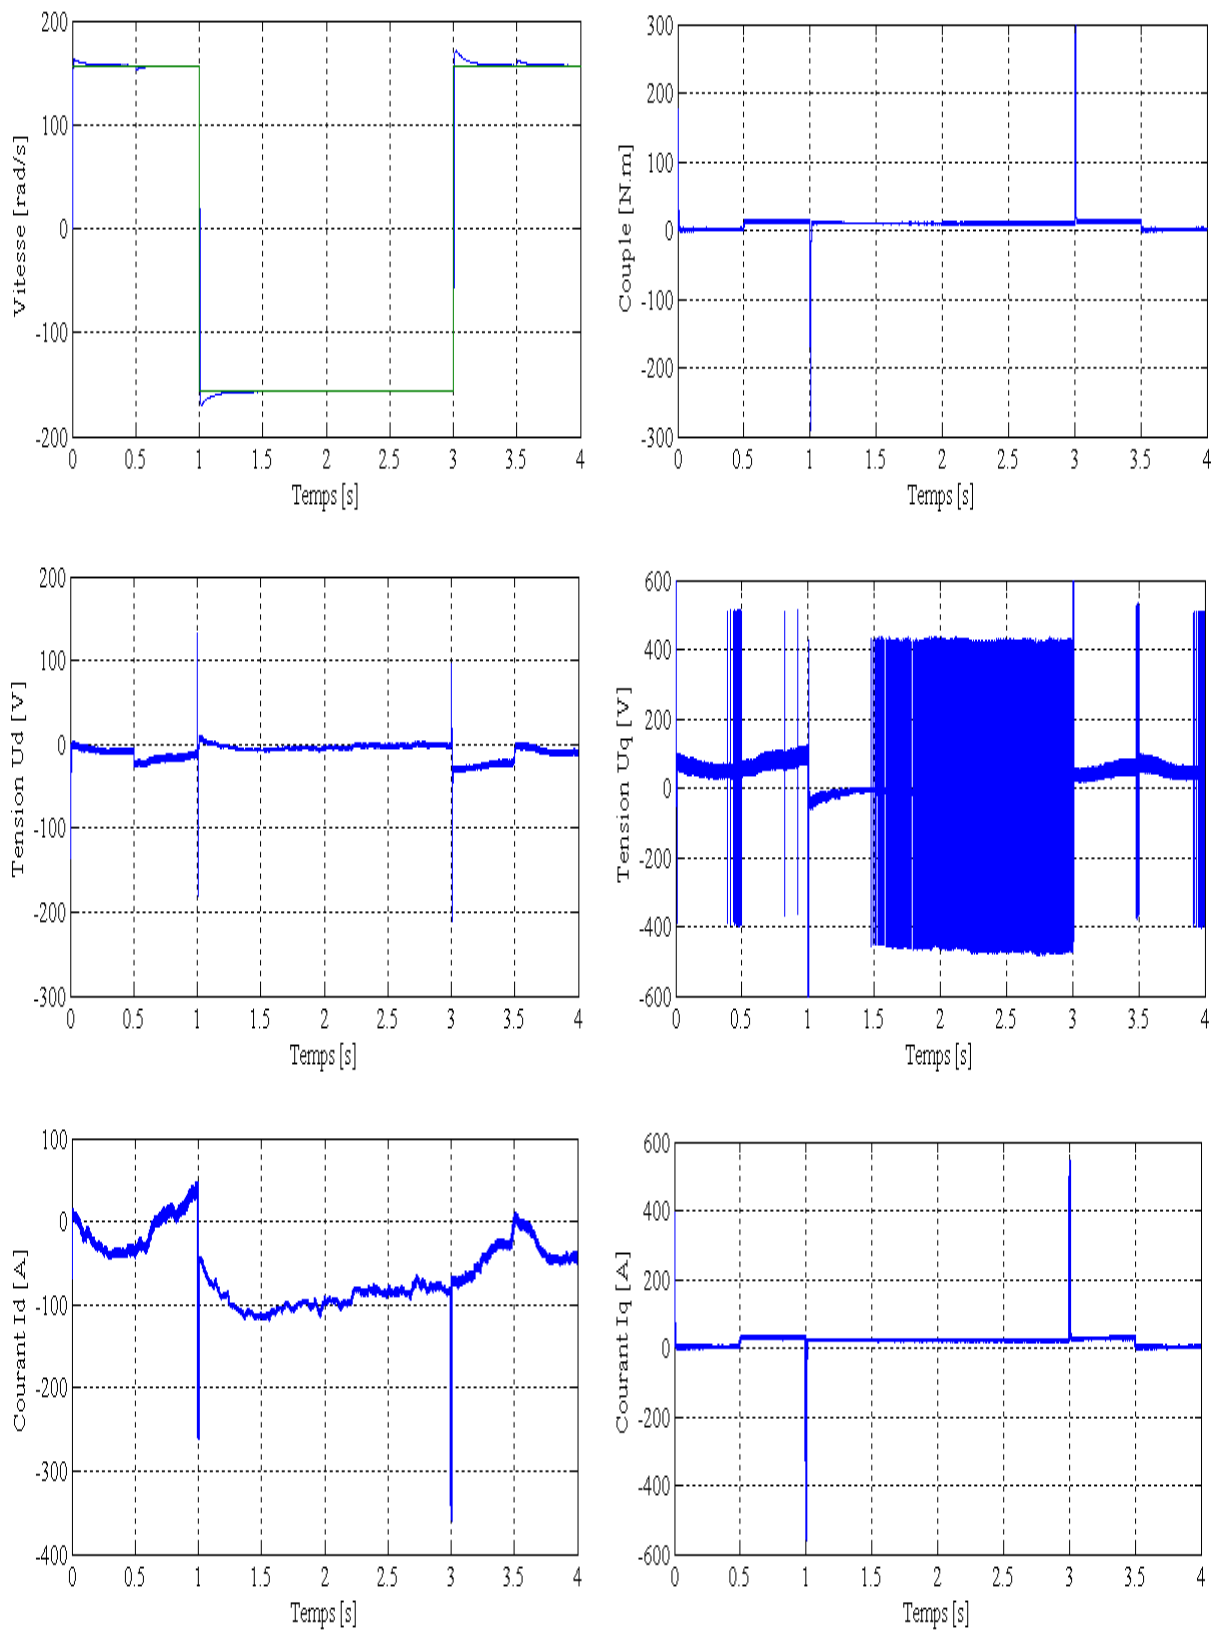 200
100
0
-100
-200
Vitesse [rad/s]
0 0.5 1 1.5 2 2.5 3 3.5 4
Temps [s]
300
200
100
0
-100
-200
-300
Couple [N.m]
0 0.5 1 1.5 2 2.5 3 3.5 4
Temps [s]
200
100
0
-100
-200
-300
Tension Ud [V]
0 0.5 1 1.5 2 2.5 3 3.5 4
Temps [s]
600
400
200
0
-200
-400
-600
Tension Uq [V]
0 0.5 1 1.5 2 2.5 3 3.5 4
Temps [s]
100
0
-100
-200
-300
-400
Courant Id [A]
0 0.5 1 1.5 2 2.5 3 3.5 4
Temps [s]
600
400
200
0
-200
-400
-600
Courant Iq [A]
0 0.5 1 1.5 2 2.5 3 3.5 4
Temps [s]